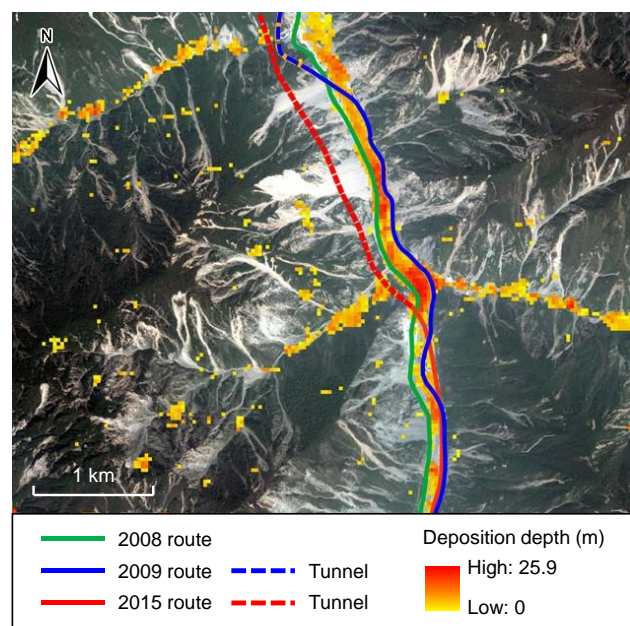 N
1 km
2008 route
2009 route
Tunnel
2015 route
Tunnel
Deposition depth (m)
High: 25.9
Low: 0